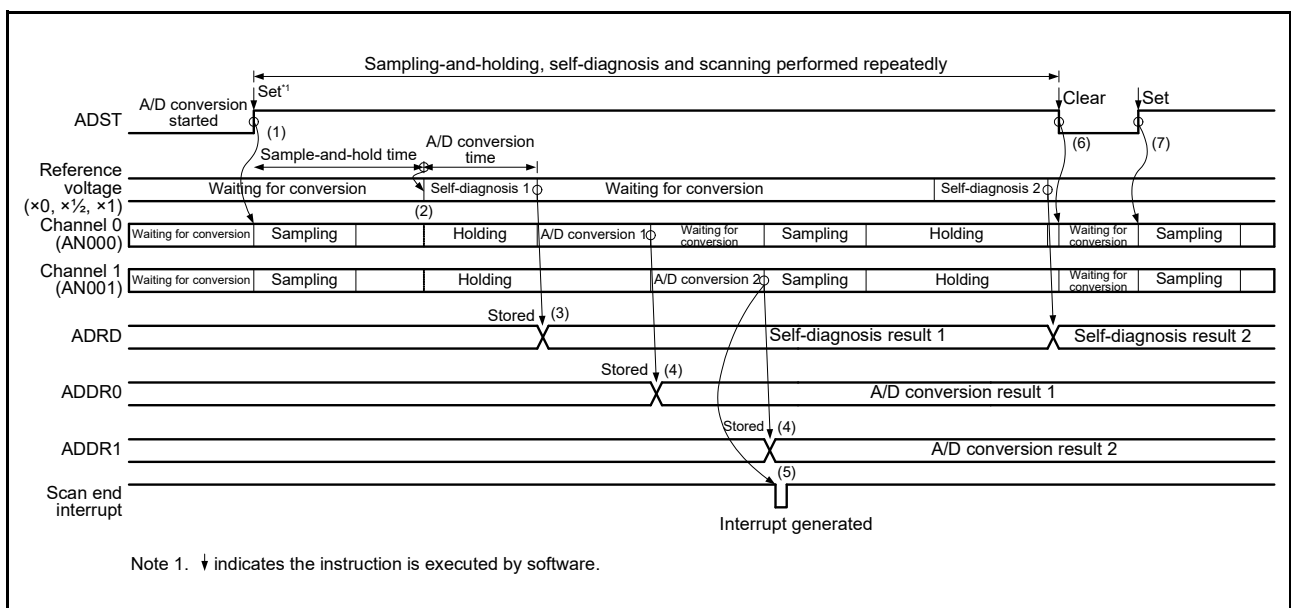 Sampling-and-holding, self-diagnosis and scanning performed repeatedly
Set*1
Clear
Set
A/D conversion
started
ADST
(1)
(6)
(7)
A/D conversion
time
Sample-and-hold time
Reference
voltage
(×0, ×½, ×1)
Waiting for conversion
Self-diagnosis 1
Waiting for conversion
Self-diagnosis 2
(2)
Channel 0
(AN000)
Waiting for conversion
Sampling
Holding
A/D conversion 1
Waiting for
conversion
Sampling
Holding
Waiting for
conversion
Sampling
Channel 1
(AN001)
Waiting for conversion
Sampling
Holding
A/D conversion 2
Sampling
Holding
Waiting for
conversion
Sampling
Stored
(3)
ADRD
Self-diagnosis result 1
Self-diagnosis result 2
Stored
(4)
ADDR0
A/D conversion result 1
Stored
(4)
ADDR1
A/D conversion result 2
(5)
Scan end
interrupt
Interrupt generated
Note 1. ↓ indicates the instruction is executed by software.